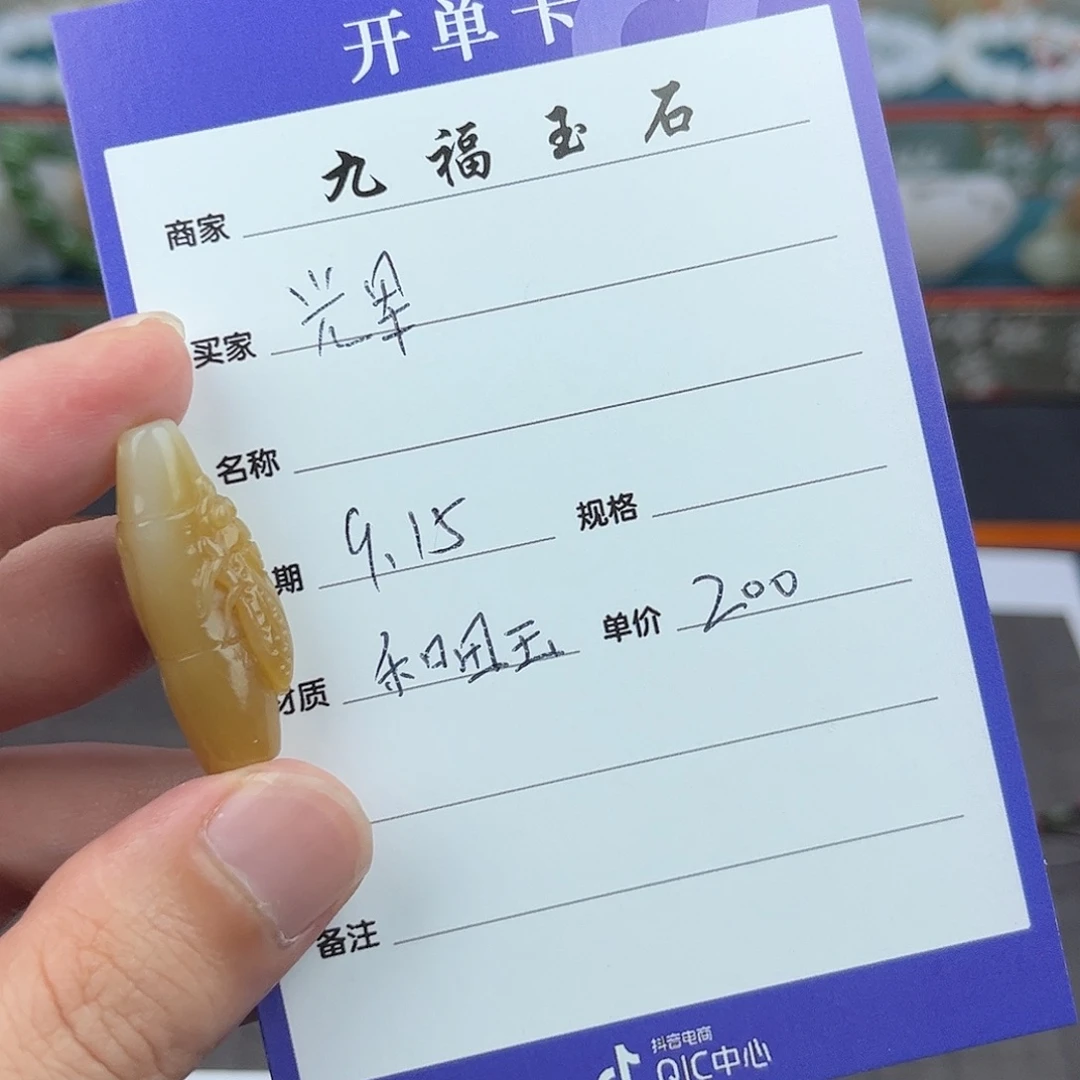 开单卡
商家 九福玉石
买家 光军
名称
期 9.15 规格
材质 和田玉 单价 200
备注
抖音电商
QIC中心